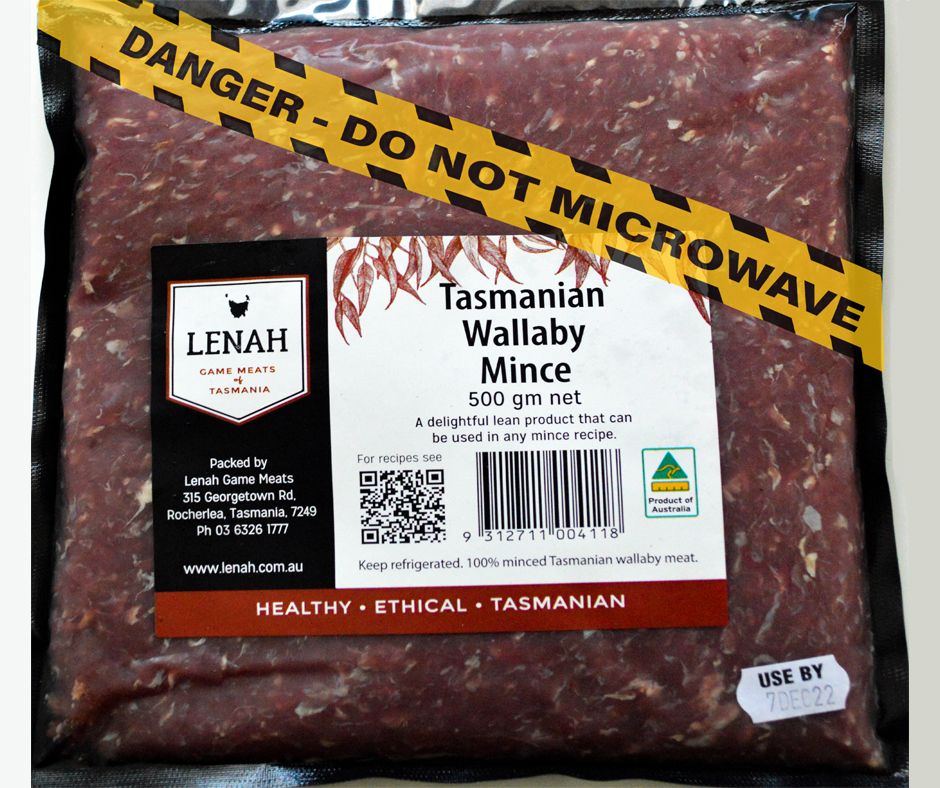 DANGER - DO NOT MICROWAVE
LENAH
GAME MEATS
of
TASMANIA
Packed by
Lenah Game Meats
315 Georgetown Rd,
Rocherlea, Tasmania, 7249
Ph 03 6326 1777
www.lenah.com.au
Tasmanian
Wallaby
Mince
500 gm net
A delightful lean product that can
be used in any mince recipe.
For recipes see
9 312711 004118
Product of
Australia
Keep refrigerated. 100% minced Tasmanian wallaby meat.
HEALTHY • ETHICAL • TASMANIAN
USE BY
7DEC22